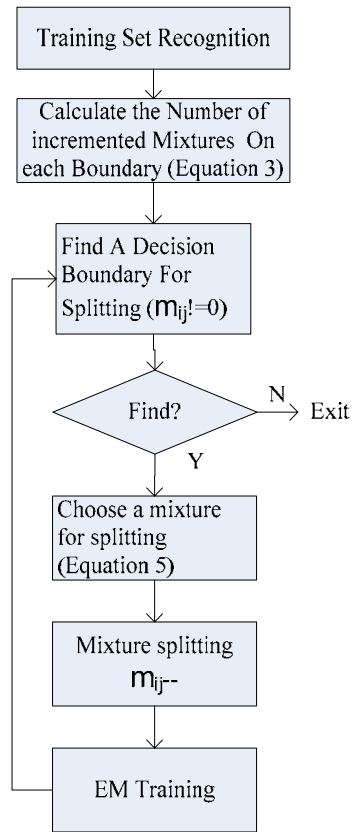 Training Set Recognition
Calculate the Number of
incremented Mixtures On
each Boundary (Equation 3)
Find A Decision
Boundary For
Splitting (mij!=0)
Find?
N
Exit
Y
Choose a mixture
for splitting
(Equation 5)
Mixture splitting
mij--
EM Training